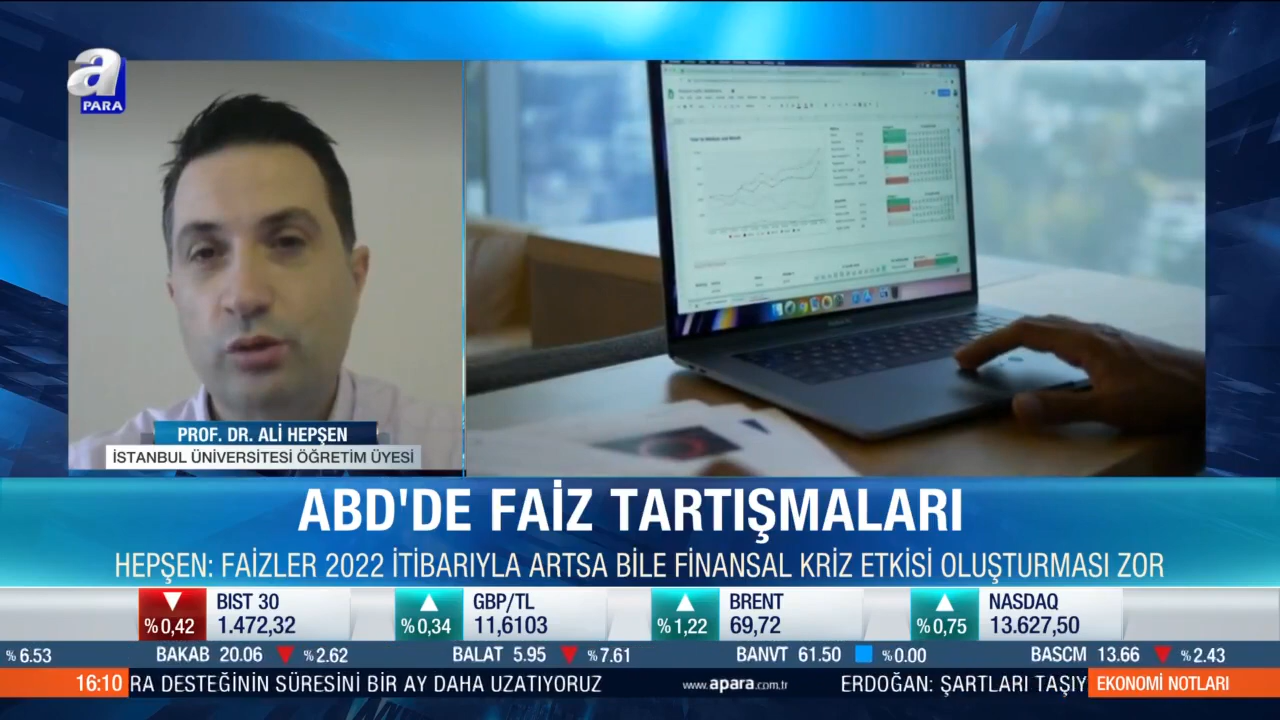 a
PARA
PROF. DR. ALİ HEPŞEN
İSTANBUL ÜNİVERSİTESİ ÖĞRETİM ÜYESİ
ABD'DE FAİZ TARTIŞMALARI
HEPŞEN: FAİZLER 2022 İTİBARIYLA ARTSA BİLE FİNANSAL KRİZ ETKİSİ OLUŞTURMASI ZOR
%0,42 BIST 30 1.472,32
%0,34 GBP/TL 11,6103
%1,22 BRENT 69,72
%0,75 NASDAQ 13.627,50
%6.53 BAKAB 20.06 %2.62 BALAT 5.95 %7.61 BANVT 61.50 %0.00 BASCM 13.66 %2.43
16:10 RA DESTEĞİNİN SÜRESİNİ BİR AY DAHA UZATIYORUZ www.apara.com.tr ERDOĞAN: ŞARTLARI TAŞIY EKONOMİ NOTLARI